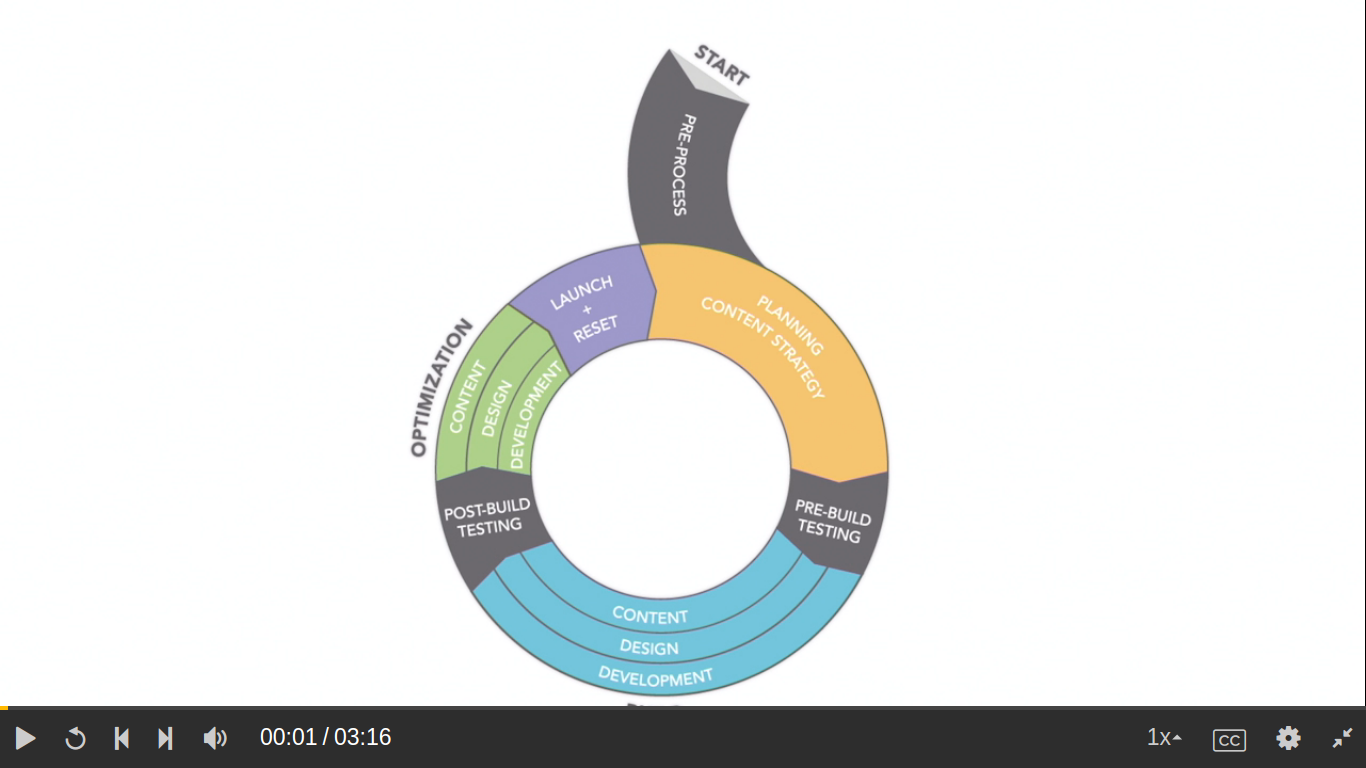 START
PRE-PROCESS
PLANNING
CONTENT STRATEGY
PRE-BUILD
TESTING
CONTENT
DESIGN
DEVELOPMENT
POST-BUILD
TESTING
OPTIMIZATION
CONTENT
DESIGN
DEVELOPMENT
LAUNCH
+
RESET
00:01 / 03:16
1x
CC